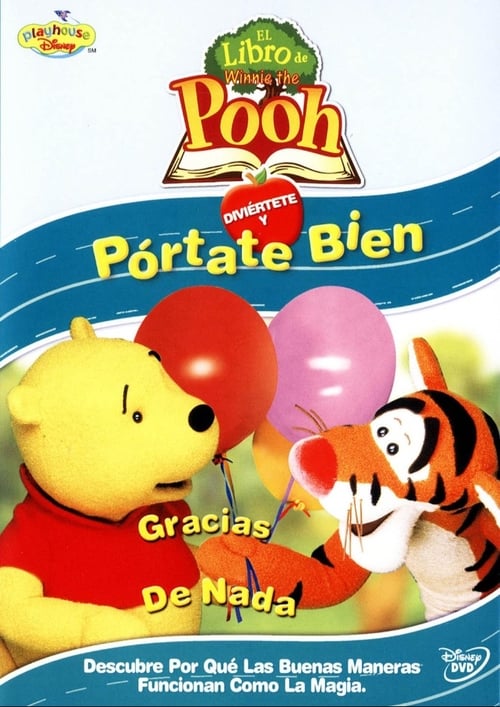 playhouse
Disney
SM
El
Libro de
Winnie the
Pooh
DIVIÉRTETE
Y
Pórtate Bien
Gracias
De Nada
Descubre Por Qué Las Buenas Maneras
Funcionan Como La Magia.
Disney
DVD